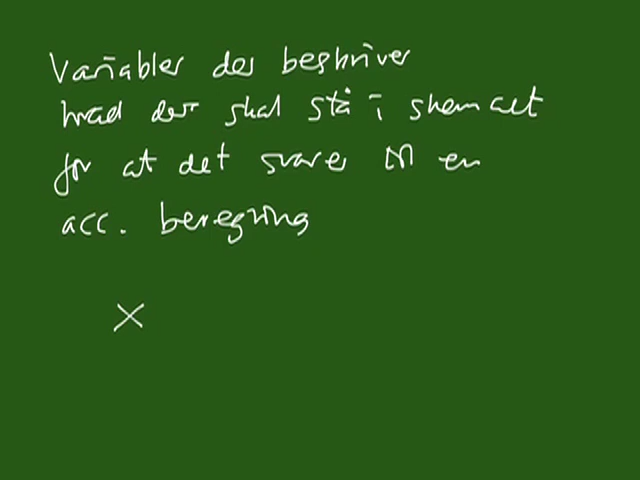 Variabler der beskriver
hvad der skal stå i skemaet
for at det svarer til en
acc. beregning
X